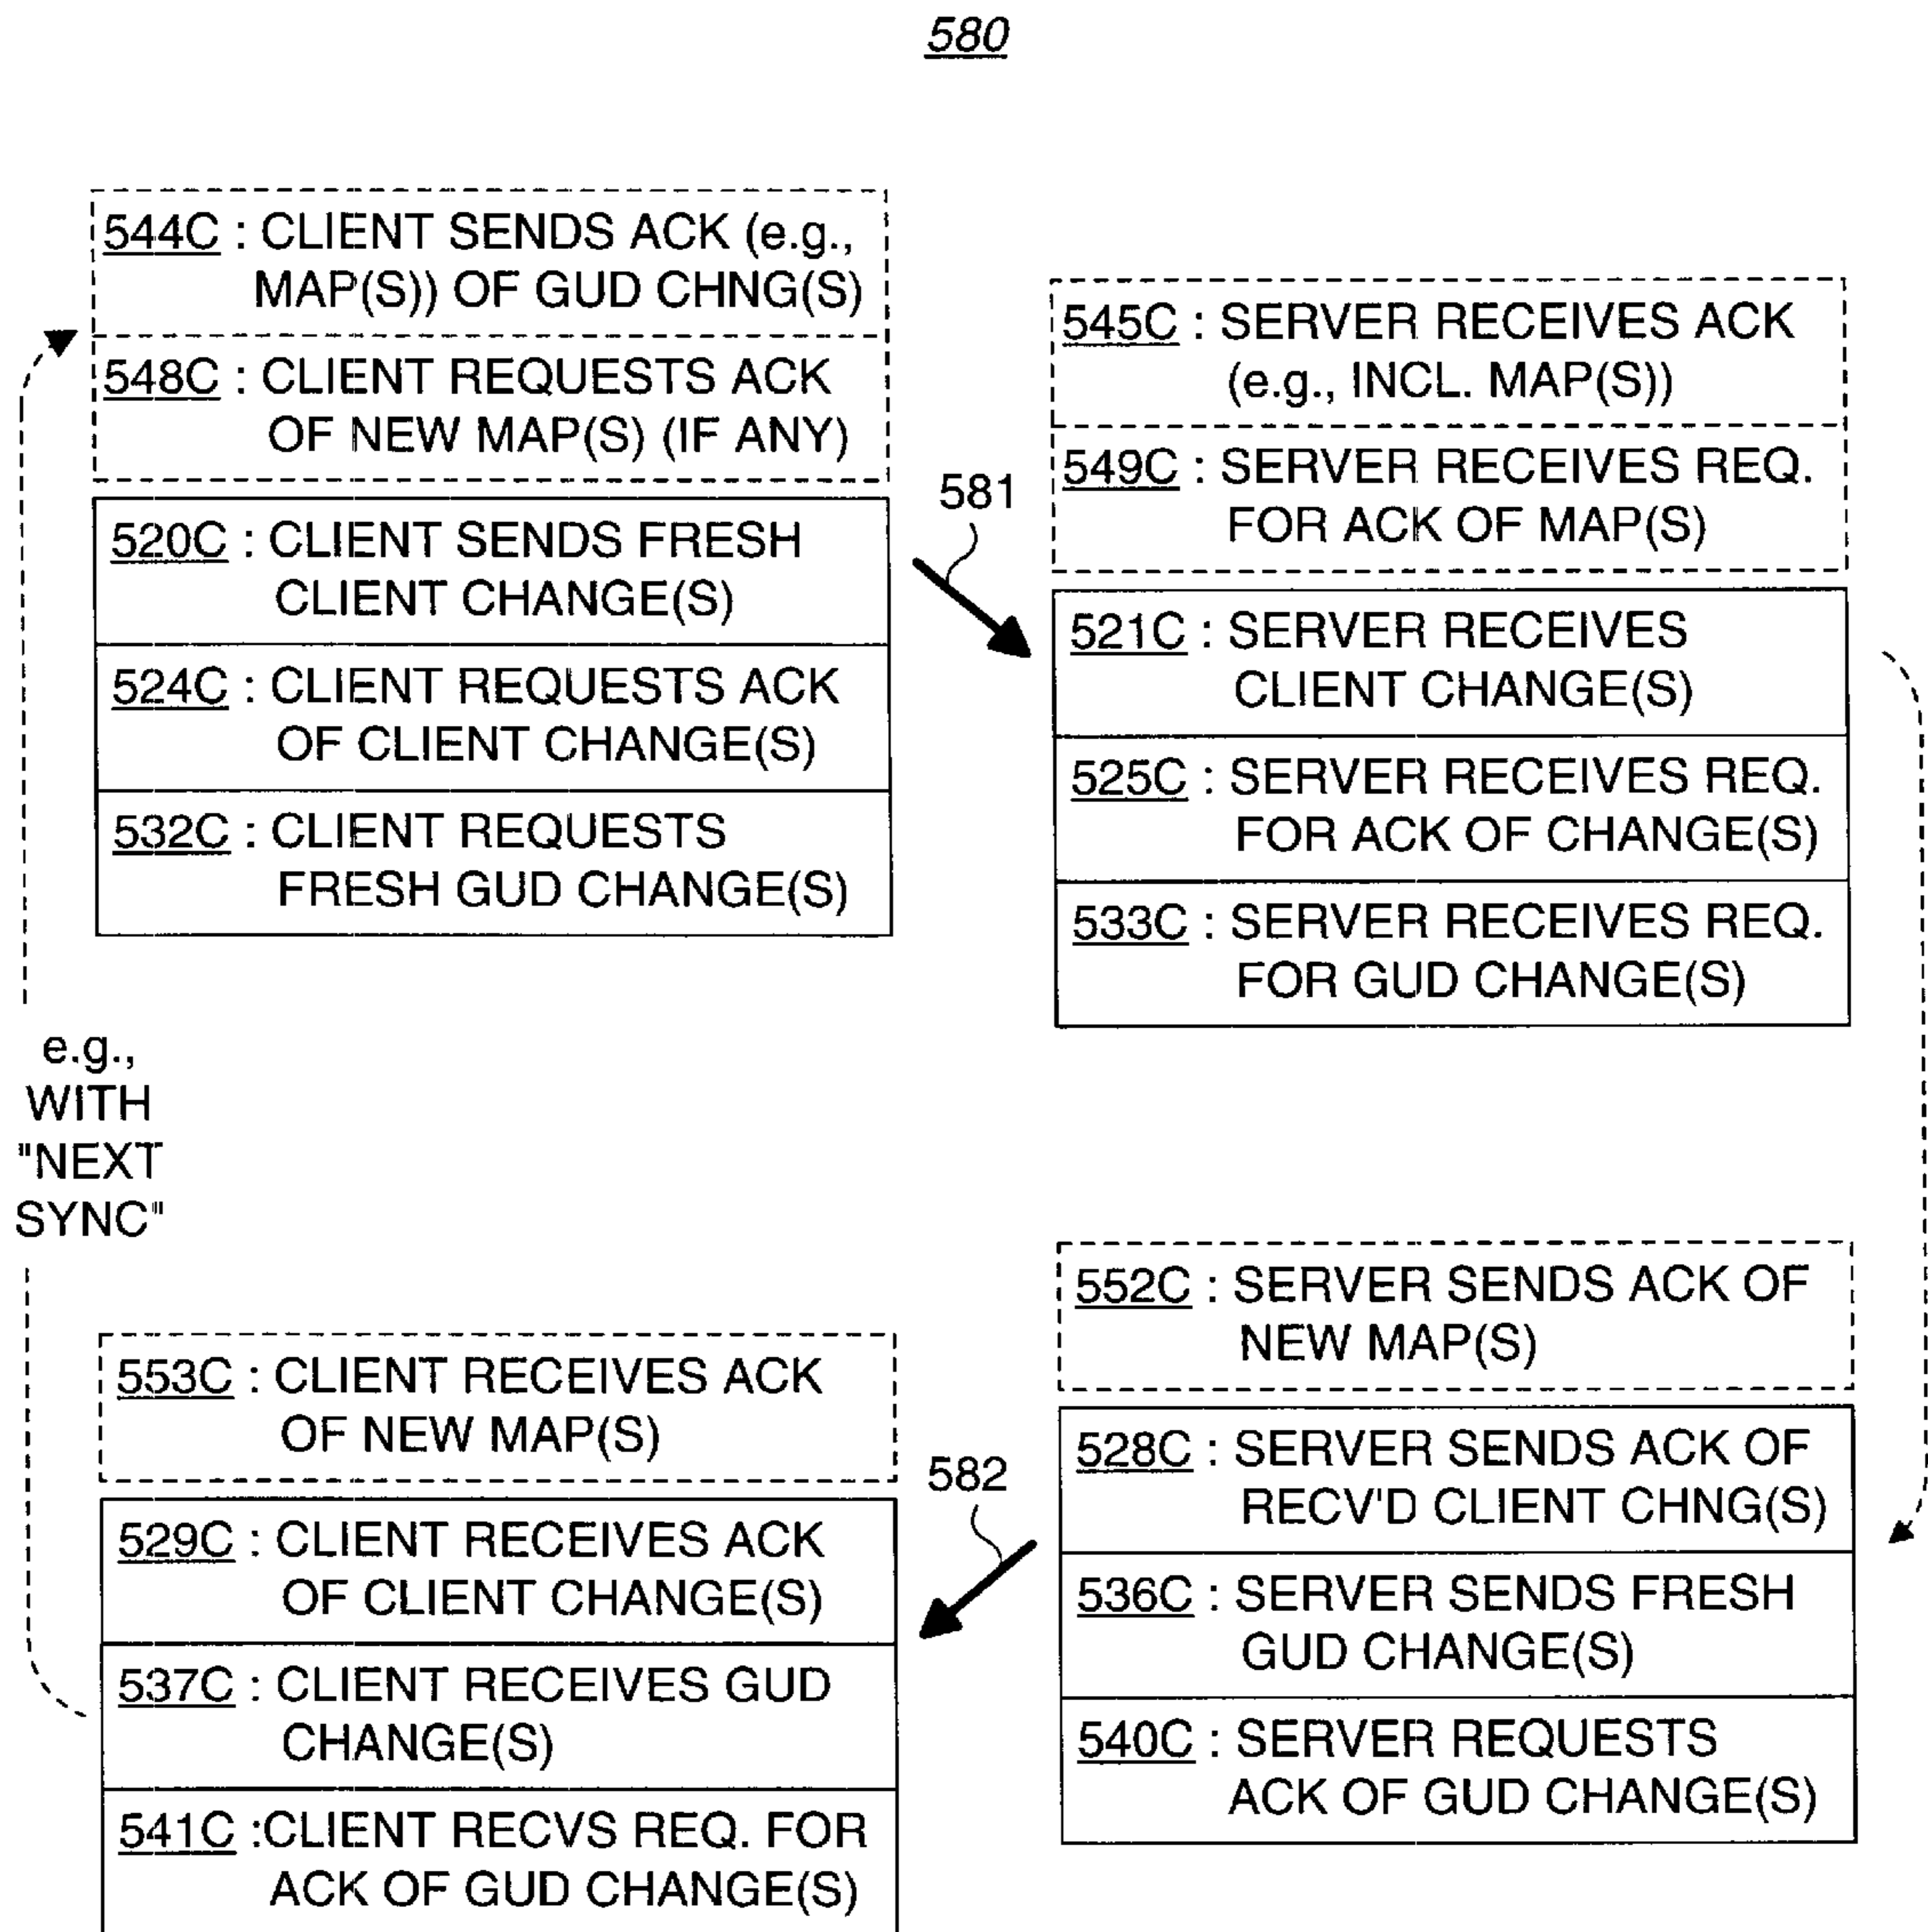 580
544C : CLIENT SENDS ACK (e.g.,
MAP(S)) OF GUD CHNG(S)
548C : CLIENT REQUESTS ACK
OF NEW MAP(S) (IF ANY)
520C : CLIENT SENDS FRESH
CLIENT CHANGE(S)
524C : CLIENT REQUESTS ACK
OF CLIENT CHANGE(S)
532C : CLIENT REQUESTS
FRESH GUD CHANGE(S)
581
545C : SERVER RECEIVES ACK
(e.g., INCL. MAP(S))
549C : SERVER RECEIVES REQ.
FOR ACK OF MAP(S)
521C : SERVER RECEIVES
CLIENT CHANGE(S)
525C : SERVER RECEIVES REQ.
FOR ACK OF CHANGE(S)
533C : SERVER RECEIVES REQ.
FOR GUD CHANGE(S)
e.g.,
WITH
"NEXT
SYNC"
552C : SERVER SENDS ACK OF
NEW MAP(S)
528C : SERVER SENDS ACK OF
RECV'D CLIENT CHNG(S)
536C : SERVER SENDS FRESH
GUD CHANGE(S)
540C : SERVER REQUESTS
ACK OF GUD CHANGE(S)
582
553C : CLIENT RECEIVES ACK
OF NEW MAP(S)
529C : CLIENT RECEIVES ACK
OF CLIENT CHANGE(S)
537C : CLIENT RECEIVES GUD
CHANGE(S)
541C :CLIENT RECVS REQ. FOR
ACK OF GUD CHANGE(S)